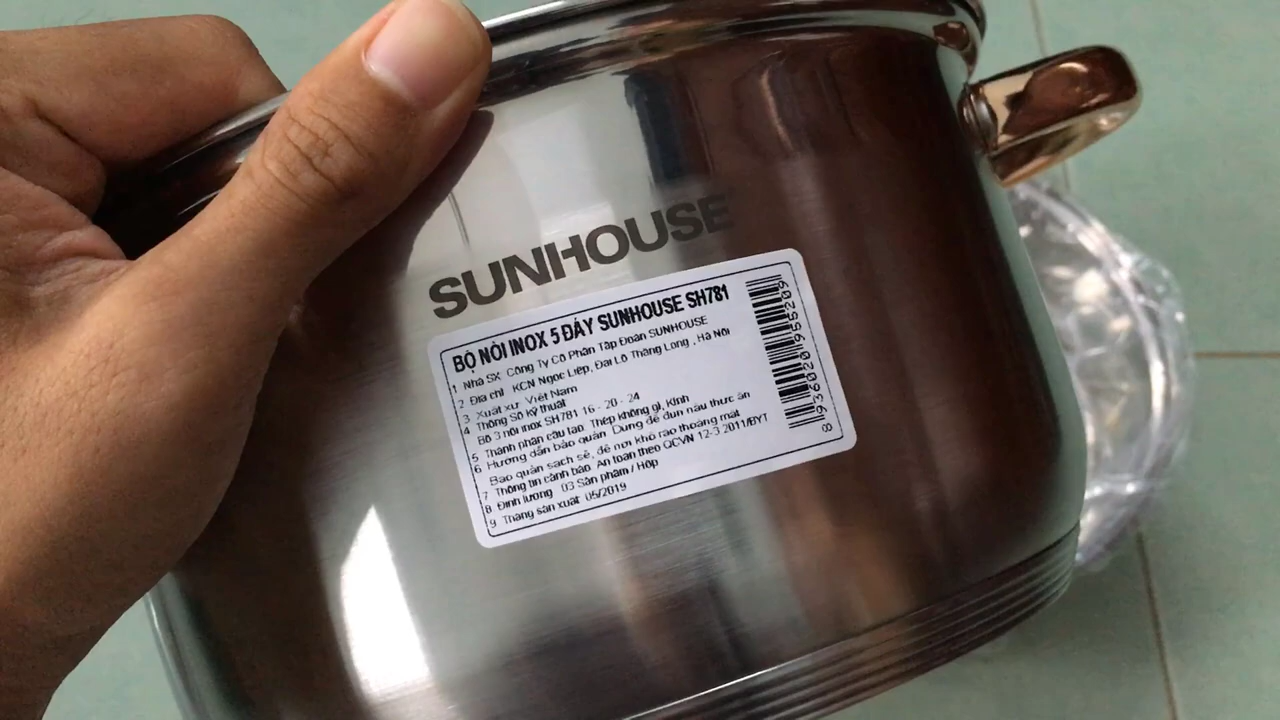 SUNHOUSE
BỘ NỒI INOX 5 ĐÁY SUNHOUSE SH781
1 Nhà SX Công Ty Cổ Phần Tập Đoàn SUNHOUSE
2 Địa chỉ KCN Ngọc Liệp, Đại Lộ Thăng Long , Hà Nội
3 Xuất xứ Việt Nam
4 Thông Số kỹ thuật
Bộ 3 nồi inox SH781 16 - 20 - 24
5 Thành phần cấu tạo Thép không gỉ, Kính
6 Hướng dẫn bảo quản Dùng để đun nấu thức ăn
Bảo quản sạch sẽ, để nơi khô ráo thoáng mát
7 Thông tin cảnh báo An toàn theo QCVN 12-3 2011/BYT
8 Định lượng 03 Sản phẩm / Hộp
9 Tháng sản xuất 05/2019
8936020955209